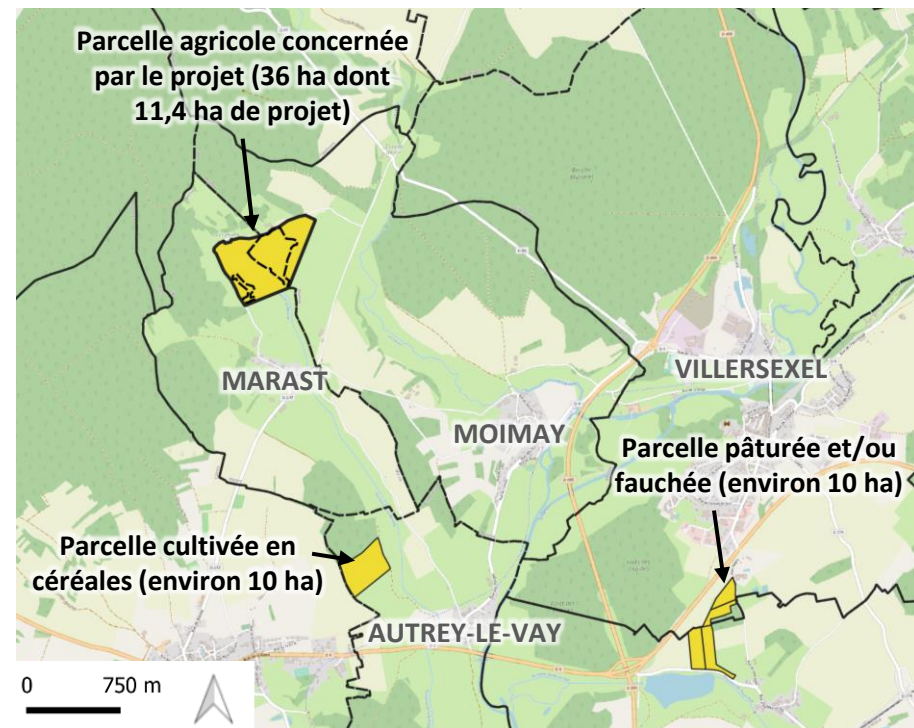 Parcelle agricole concernée
par le projet (36 ha dont
11,4 ha de projet)
MARAST
VILLERSEXEL
MOIMAY
Parcelle pâturée et/ou
fauchée (environ 10 ha)
Parcelle cultivée en
céréales (environ 10 ha)
AUTREY-LE-VAY
0 750 m